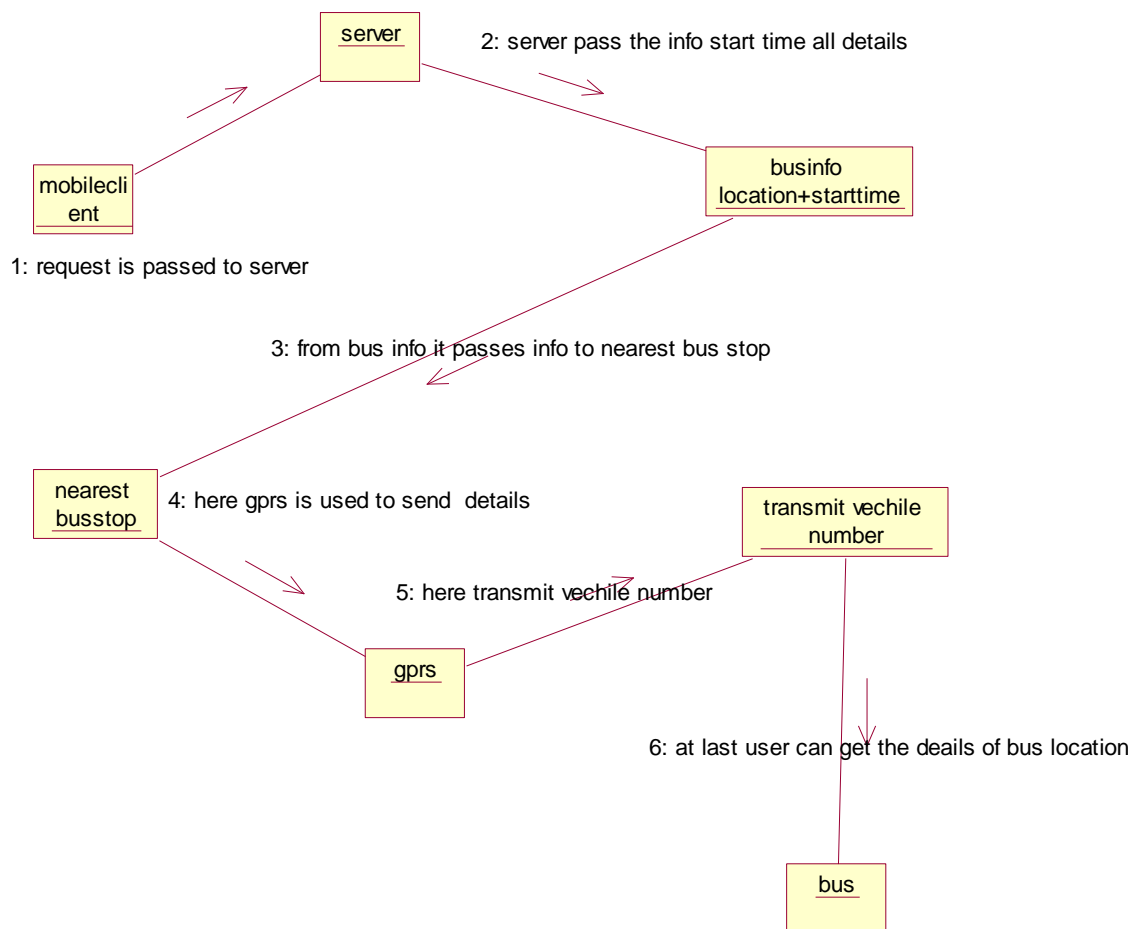 server
2: server pass the info start time all details
mobilecli
ent
businfo
location+starttime
1: request is passed to server
3: from bus info it passes info to nearest bus stop
nearest
busstop
4: here gprs is used to send details
transmit vechile
number
5: here transmit vechile number
gprs
6: at last user can get the deails of bus location
bus